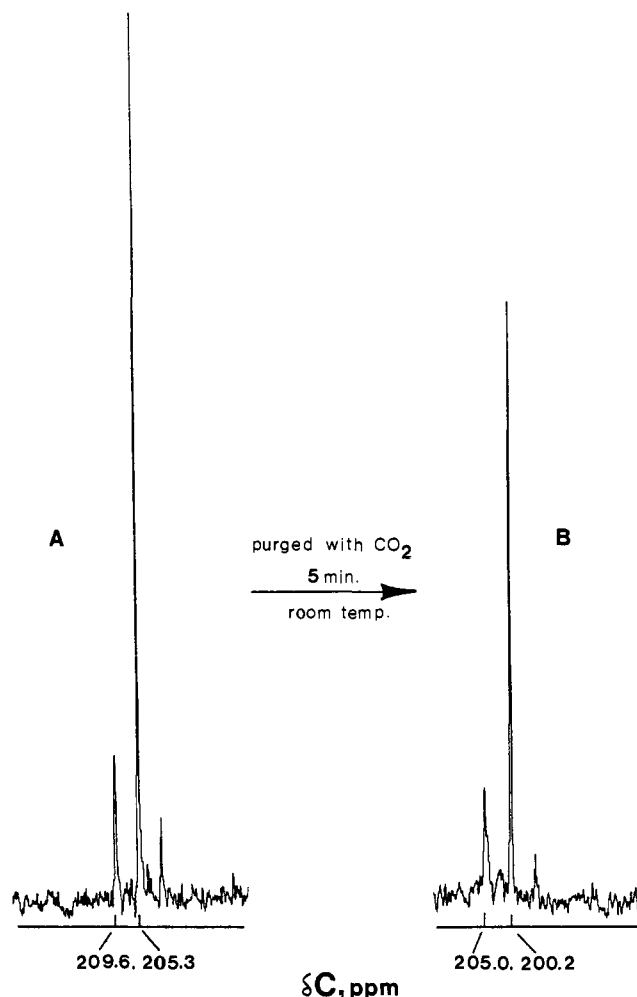 A
B
purged with CO2
5 min.
room temp.
209.6, 205.3
205.0, 200.2
δC, ppm